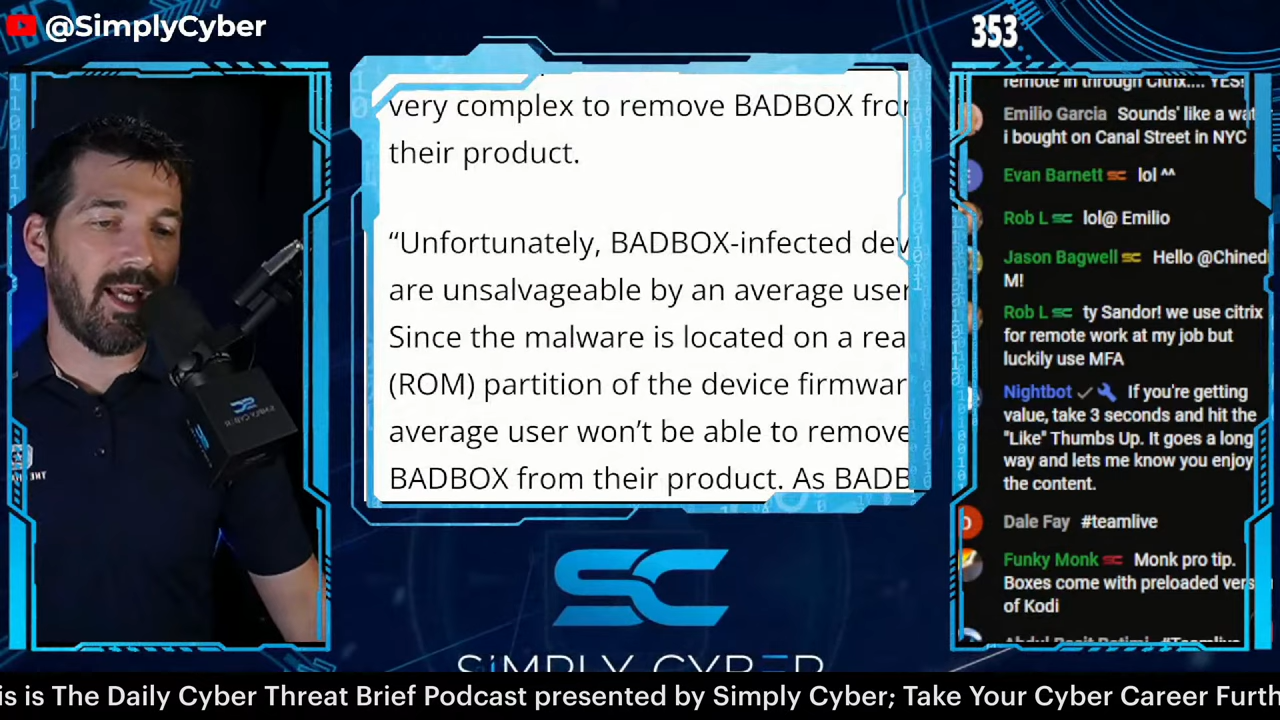 @SimplyCyber
353
very complex to remove BADBOX from
their product.
“Unfortunately, BADBOX-infected dev
are unsalvageable by an average user
Since the malware is located on a rea
(ROM) partition of the device firmwar
average user won’t be able to remove
BADBOX from their product. As BADB
SC
SIMPLY CYBER
remote in through Citrix.... YES!
Emilio Garcia Sounds' like a wat
i bought on Canal Street in NYC
Evan Barnett lol ^^
Rob L lol@ Emilio
Jason Bagwell Hello @Chined
M!
Rob L ty Sandor! we use citrix
for remote work at my job but
luckily use MFA
Nightbot If you're getting
value, take 3 seconds and hit the
"Like" Thumbs Up. It goes a long
way and lets me know you enjoy
the content.
Dale Fay #teamlive
Funky Monk Monk pro tip.
Boxes come with preloaded vers
of Kodi
#Teamlive
is is The Daily Cyber Threat Brief Podcast presented by Simply Cyber; Take Your Cyber Career Furth